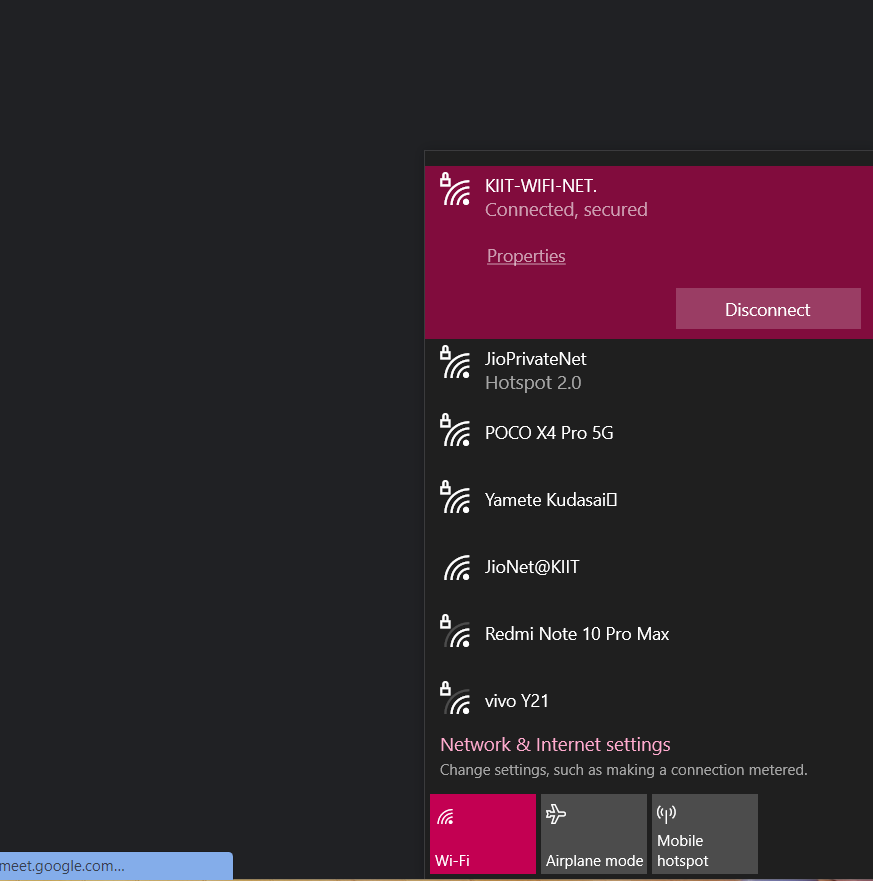 KIIT-WIFI-NET.
Connected, secured
Properties
Disconnect
JioPrivateNet
Hotspot 2.0
POCO X4 Pro 5G
Yamete Kudasai▯
JioNet@KIIT
Redmi Note 10 Pro Max
vivo Y21
Network & Internet settings
Change settings, such as making a connection metered.
Wi-Fi
Airplane mode
Mobile
hotspot
meet.google.com...